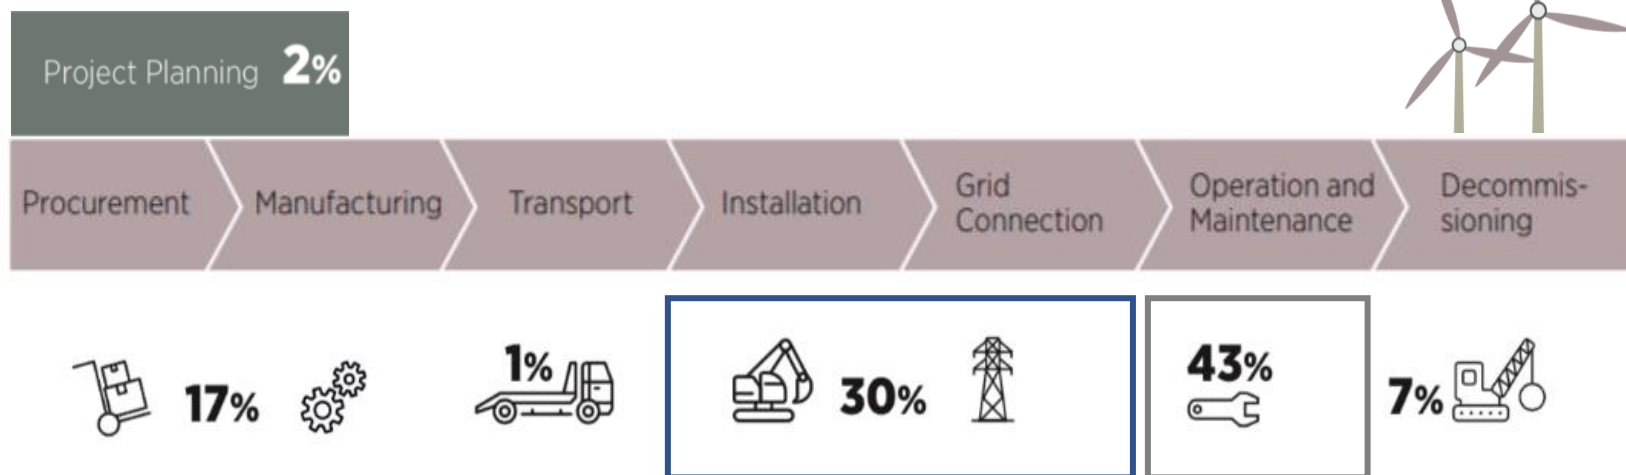 Project Planning 2%
Procurement
Manufacturing
Transport
Installation
Grid
Connection
Operation and
Maintenance
Decommis-
sioning
17%
1%
30%
43%
7%